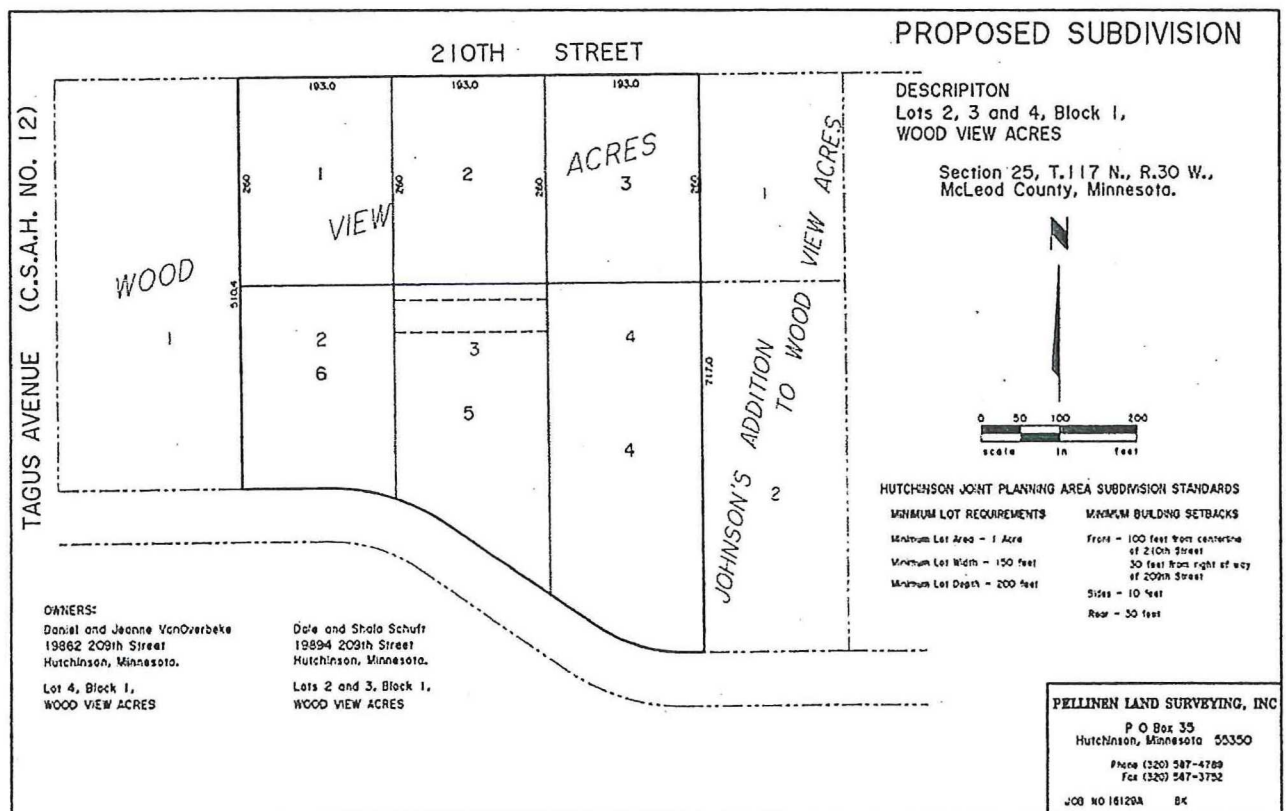 PROPOSED SUBDIVISION
210TH STREET
TAGUS AVENUE (C.S.A.H. NO. 12)
193.0
193.0
193.0
DESCRIPITON
Lots 2, 3 and 4, Block 1,
WOOD VIEW ACRES
Section 25, T.117 N., R.30 W.,
McLeod County, Minnesota.
260
1
260
2
260
3
260
1
WOOD VIEW ACRES
510.4
1
2
6
3
5
4
4
717.0
JOHNSON'S ADDITION
TO WOOD VIEW ACRES
2
N
0 50 100 200
scale in feet
HUTCHINSON JOINT PLANNING AREA SUBDIVISION STANDARDS
MINIMUM LOT REQUIREMENTS
Minimum Lot Area - 1 Acre
Minimum Lot Width - 150 feet
Minimum Lot Depth - 200 feet
MINIMUM BUILDING SETBACKS
Front - 100 feet from centerline
of 210th Street
30 feet from right of way
of 209th Street
Sides - 10 feet
Rear - 30 feet
OWNERS:
Daniel and Jeanne VanOverbeke
19862 209th Street
Hutchinson, Minnesota.
Lot 4, Block 1,
WOOD VIEW ACRES
Dale and Shala Schuft
19894 209th Street
Hutchinson, Minnesota.
Lots 2 and 3, Block 1,
WOOD VIEW ACRES
PELLINEN LAND SURVEYING, INC
P O Box 35
Hutchinson, Minnesota 55350
Phone (320) 587-4789
Fax (320) 587-3752
JOB NO 16129A BK